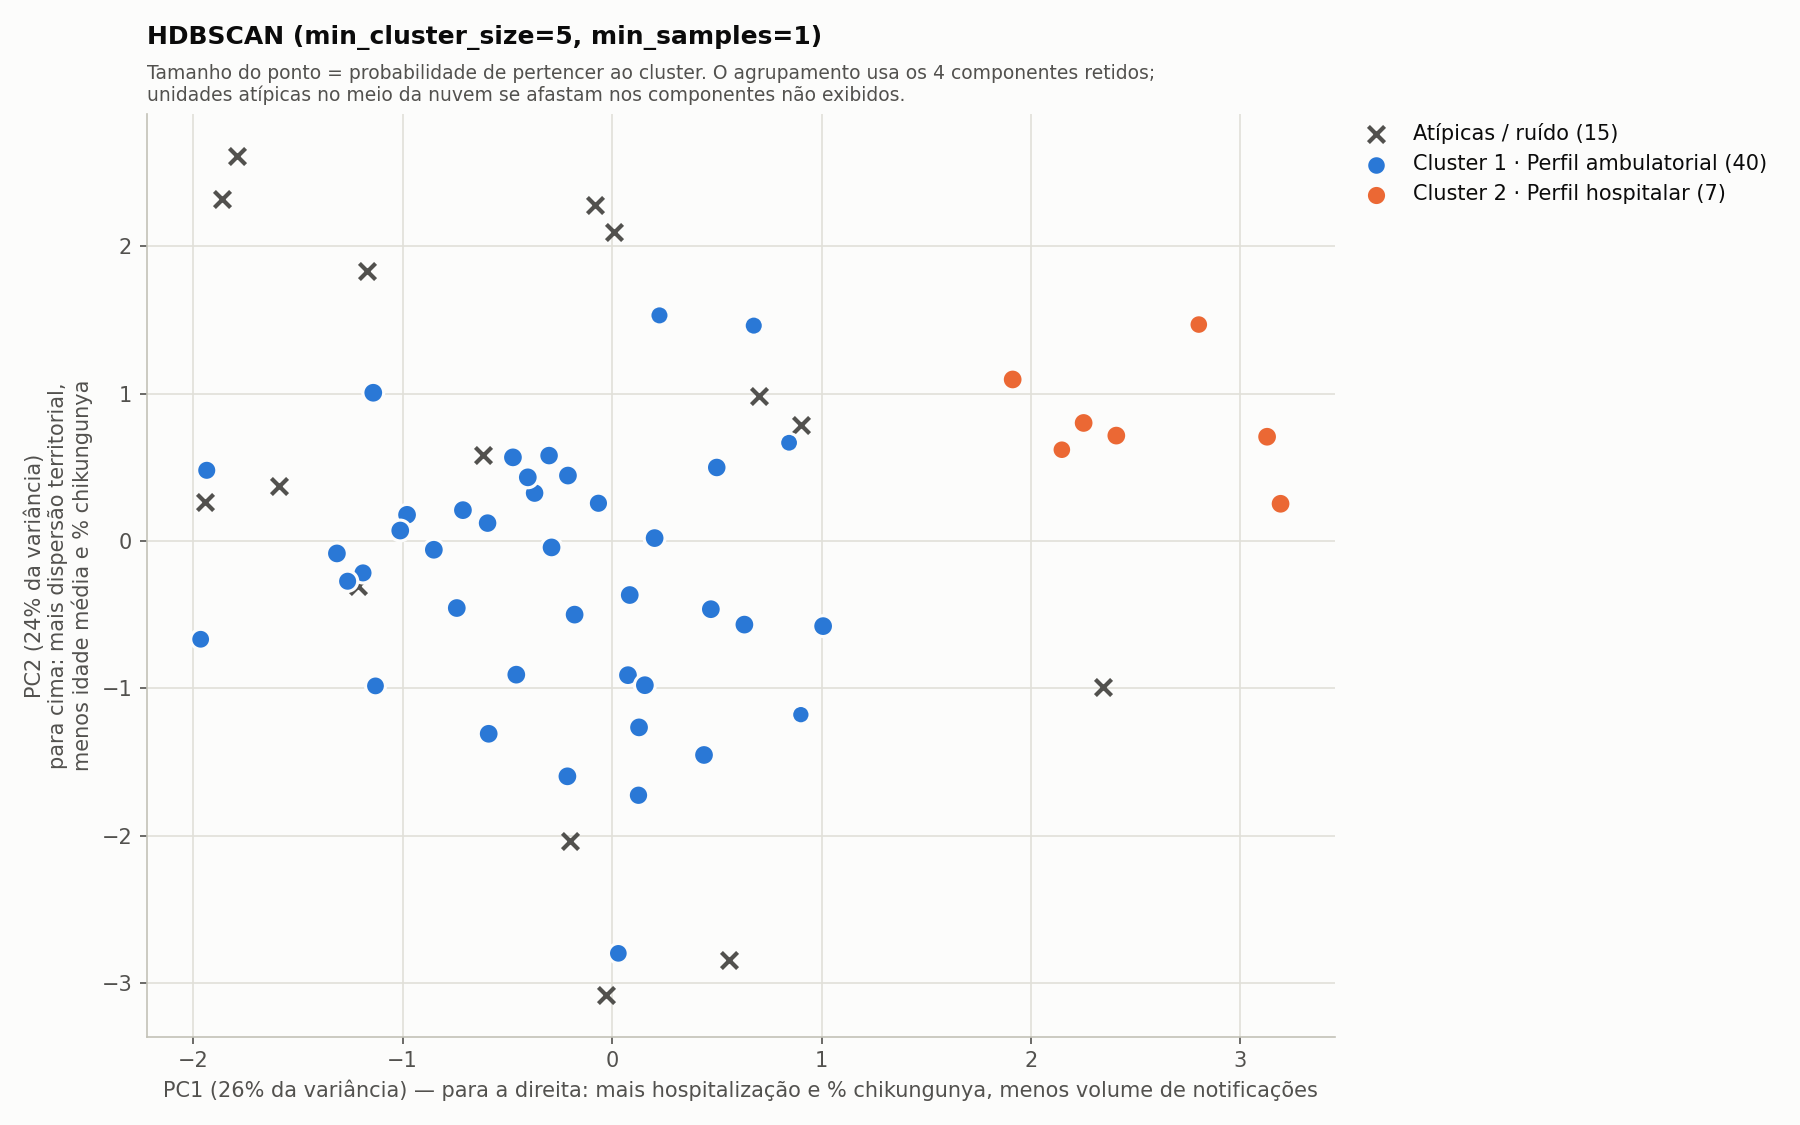 HDBSCAN (min_cluster_size=5, min_samples=1)
Tamanho do ponto = probabilidade de pertencer ao cluster. O agrupamento usa os 4 componentes retidos;
unidades atípicas no meio da nuvem se afastam nos componentes não exibidos.
Atípicas / ruído (15)
Cluster 1 · Perfil ambulatorial (40)
Cluster 2 · Perfil hospitalar (7)
PC2 (24% da variância)
para cima: mais dispersão territorial,
menos idade média e % chikungunya
2
1
0
−1
−2
−3
−2
−1
0
1
2
3
PC1 (26% da variância) — para a direita: mais hospitalização e % chikungunya, menos volume de notificações